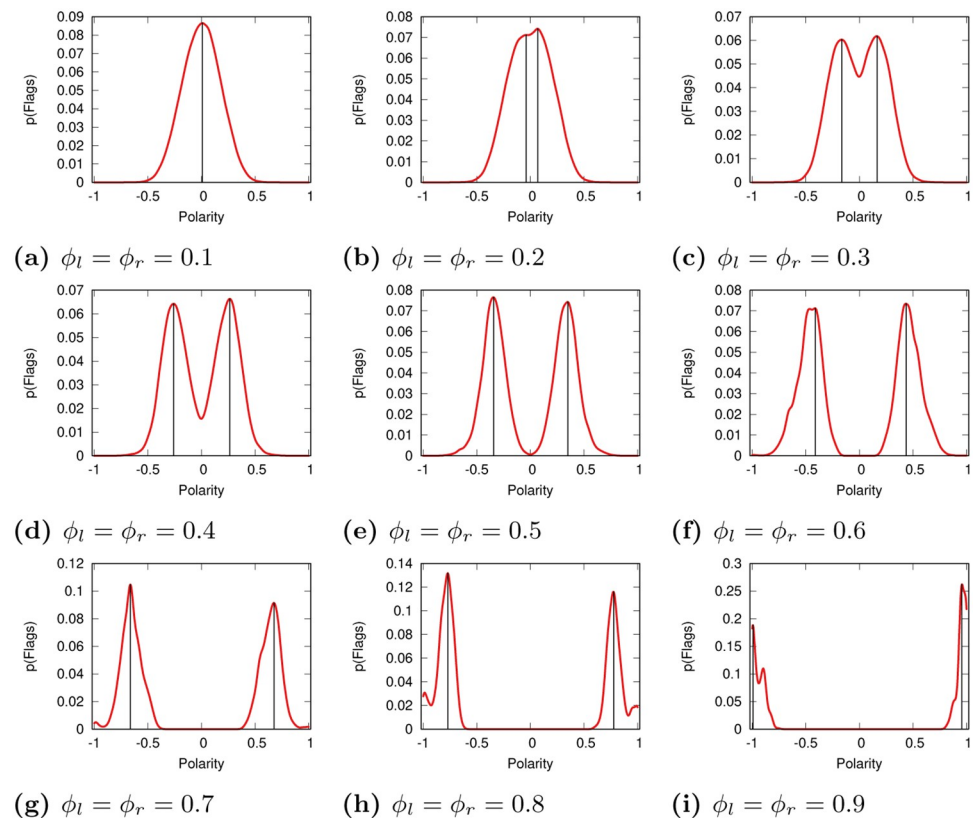 0.09
0.08
0.07
0.06
0.05
0.04
0.03
0.02
0.01
0
p(Flags)
-1 -0.5 0 0.5 1
Polarity
(a) ϕl = ϕr = 0.1
0.08
0.07
0.06
0.05
0.04
0.03
0.02
0.01
0
p(Flags)
-1 -0.5 0 0.5 1
Polarity
(b) ϕl = ϕr = 0.2
0.07
0.06
0.05
0.04
0.03
0.02
0.01
0
p(Flags)
-1 -0.5 0 0.5 1
Polarity
(c) ϕl = ϕr = 0.3
0.07
0.06
0.05
0.04
0.03
0.02
0.01
0
p(Flags)
-1 -0.5 0 0.5 1
Polarity
(d) ϕl = ϕr = 0.4
0.08
0.07
0.06
0.05
0.04
0.03
0.02
0.01
0
p(Flags)
-1 -0.5 0 0.5 1
Polarity
(e) ϕl = ϕr = 0.5
0.08
0.07
0.06
0.05
0.04
0.03
0.02
0.01
0
p(Flags)
-1 -0.5 0 0.5 1
Polarity
(f) ϕl = ϕr = 0.6
0.12
0.1
0.08
0.06
0.04
0.02
0
p(Flags)
-1 -0.5 0 0.5 1
Polarity
(g) ϕl = ϕr = 0.7
0.14
0.12
0.1
0.08
0.06
0.04
0.02
0
p(Flags)
-1 -0.5 0 0.5 1
Polarity
(h) ϕl = ϕr = 0.8
0.3
0.25
0.2
0.15
0.1
0.05
0
p(Flags)
-1 -0.5 0 0.5 1
Polarity
(i) ϕl = ϕr = 0.9